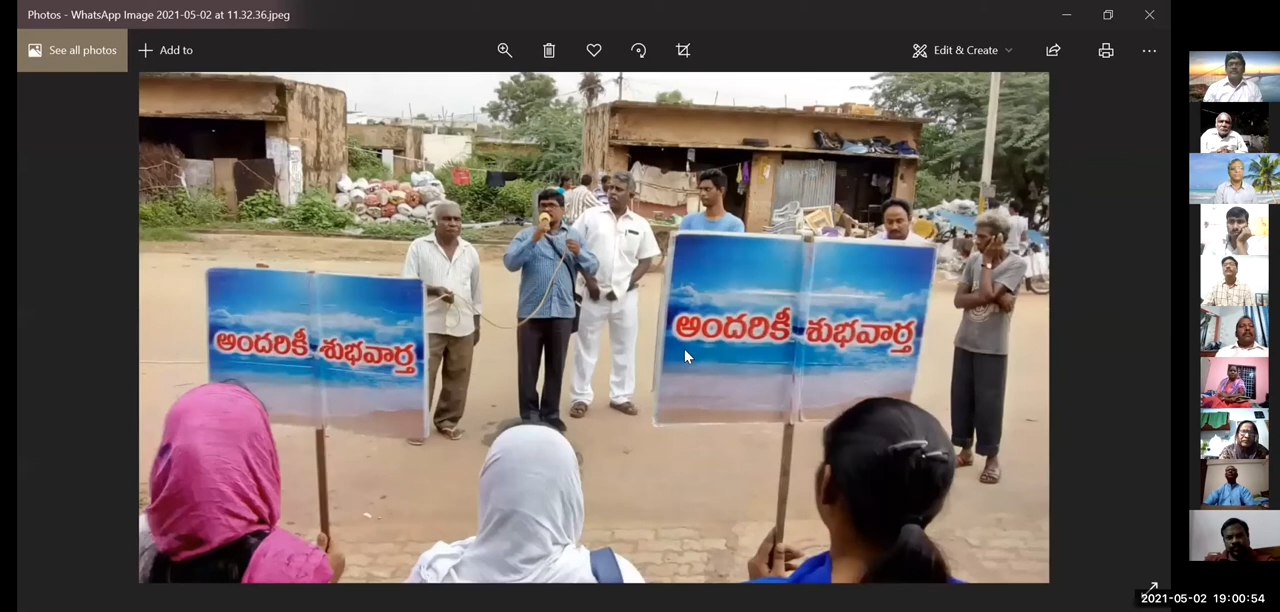 Photos - WhatsApp Image 2021-05-02 at 11.32.36.jpeg
See all photos
Add to
Edit & Create
అందరికీ శుభవార్త
అందరికీ శుభవార్త
2021-05-02 19:00:54